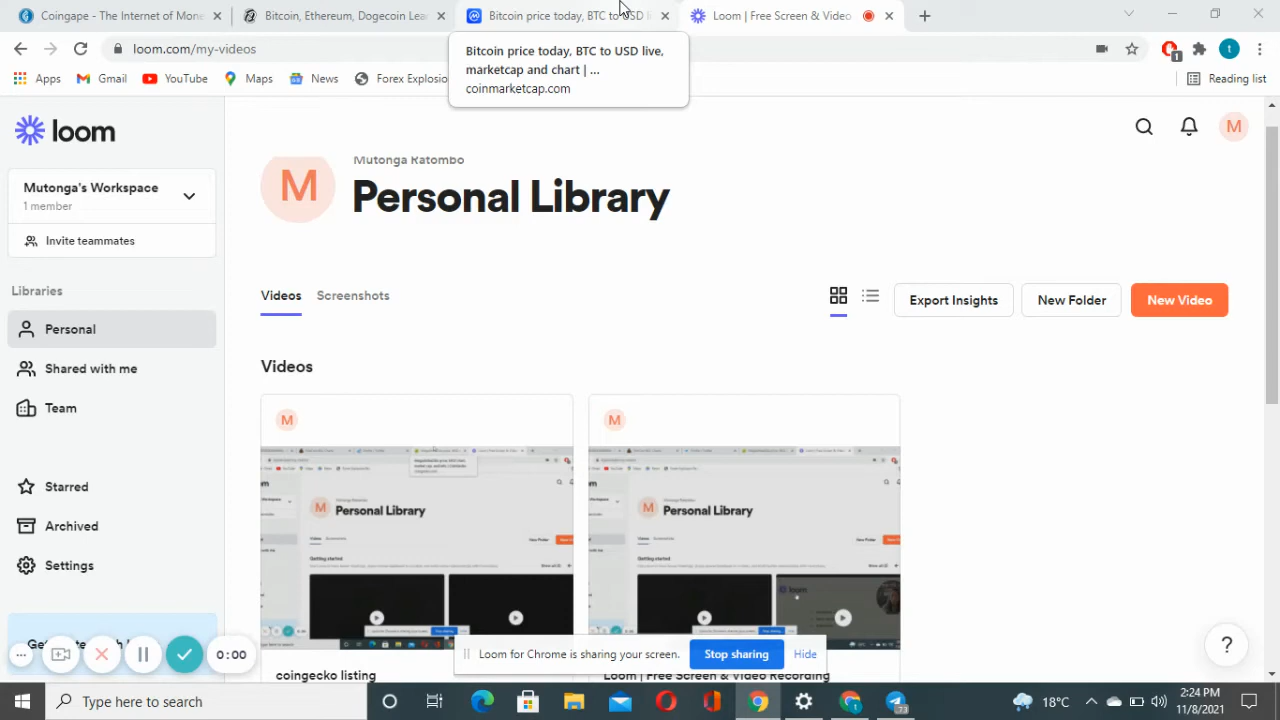 Coingape - The Internet of Mone
Bitcoin, Ethereum, Dogecoin Lea
Bitcoin price today, BTC to USD l
Loom | Free Screen & Video
loom.com/my-videos
1
t
Bitcoin price today, BTC to USD live,
marketcap and chart | ...
coinmarketcap.com
Apps
Gmail
YouTube
Maps
News
Forex Explosio
Reading list
loom
M
Mutonga's Workspace
1 member
Invite teammates
Libraries
Personal
Shared with me
Team
Starred
Archived
Settings
M
Mutonga Katombo
Personal Library
Videos
Screenshots
Export Insights
New Folder
New Video
Videos
M
M
M
Personal Library
M
Personal Library
coingecko listing
Loom | Free Screen & Video Recording
0:00
Loom for Chrome is sharing your screen.
Stop sharing
Hide
?
Type here to search
73
18°C
2:24 PM
11/8/2021